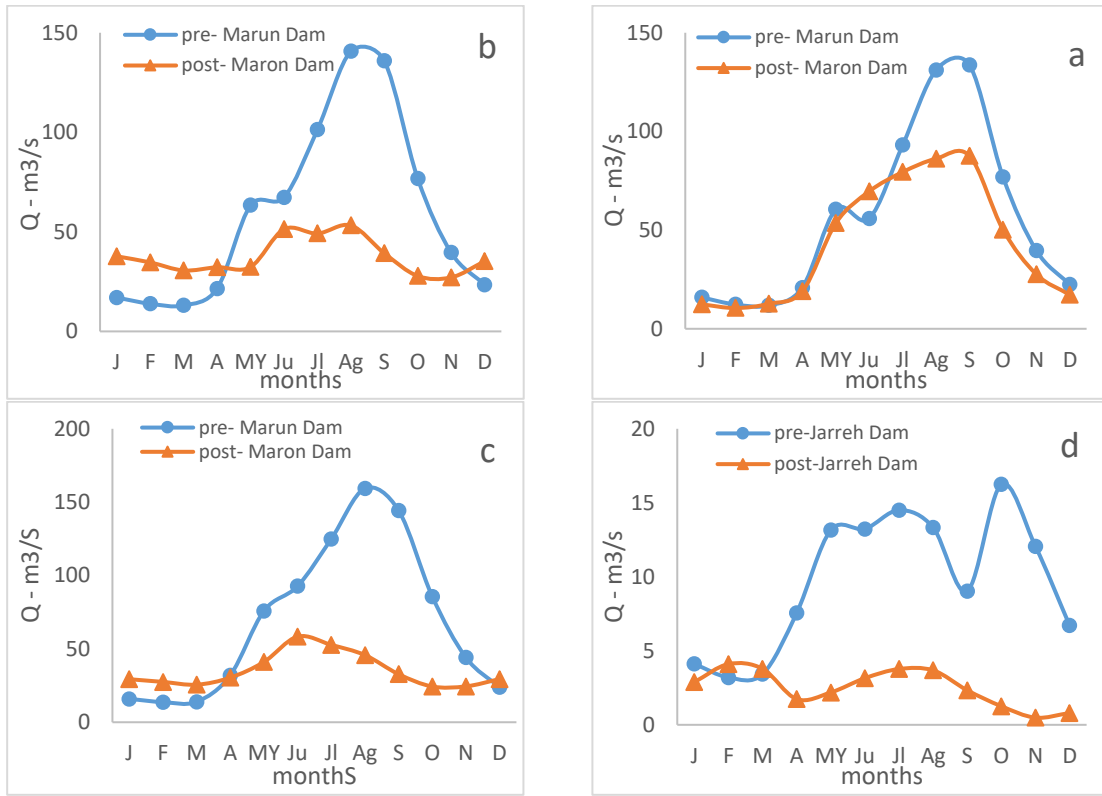 150
100
50
0
Q - m3/s
pre- Marun Dam
post- Maron Dam
b
J F M A MY Ju Jl Ag S O N D
months
150
100
50
0
Q - m3/s
pre- Marun Dam
post- Maron Dam
a
J F M A MY Ju Jl Ag S O N D
months
200
150
100
50
0
Q - m3/S
pre- Marun Dam
post- Maron Dam
c
J F M A MY Ju Jl Ag S O N D
monthS
20
15
10
5
0
Q - m3/s
pre-Jarreh Dam
post-Jarreh Dam
d
J F M A MY Ju Jl Ag S O N D
months